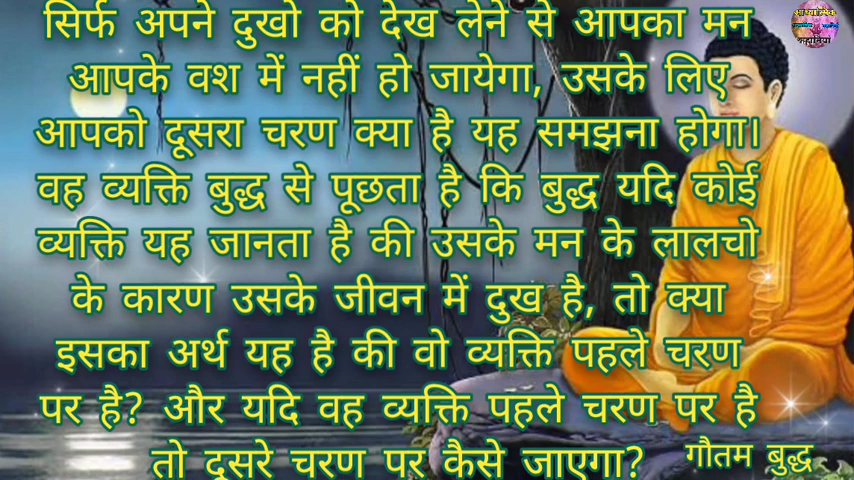 सिर्फ अपने दुखो को देख लेने से आपका मन
आपके वश में नहीं हो जायेगा, उसके लिए
आपको दूसरा चरण क्या है यह समझना होगा।
वह व्यक्ति बुद्ध से पूछता है कि बुद्ध यदि कोई
व्यक्ति यह जानता है की उसके मन के लालचो
के कारण उसके जीवन में दुख है, तो क्या
इसका अर्थ यह है की वो व्यक्ति पहले चरण
पर है? और यदि वह व्यक्ति पहले चरण पर है
तो दूसरे चरण पर कैसे जाएगा?
गौतम बुद्ध